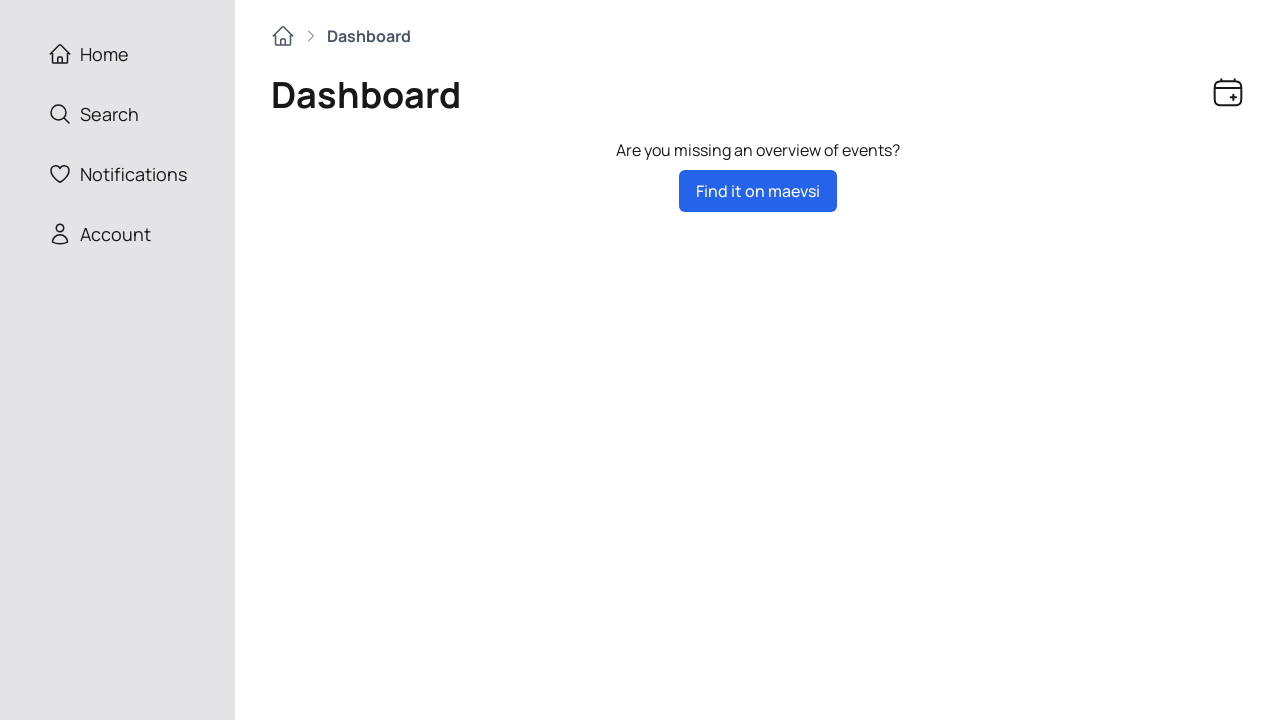 Home
Search
Notifications
Account
Dashboard
Dashboard
Are you missing an overview of events?
Find it on maevsi